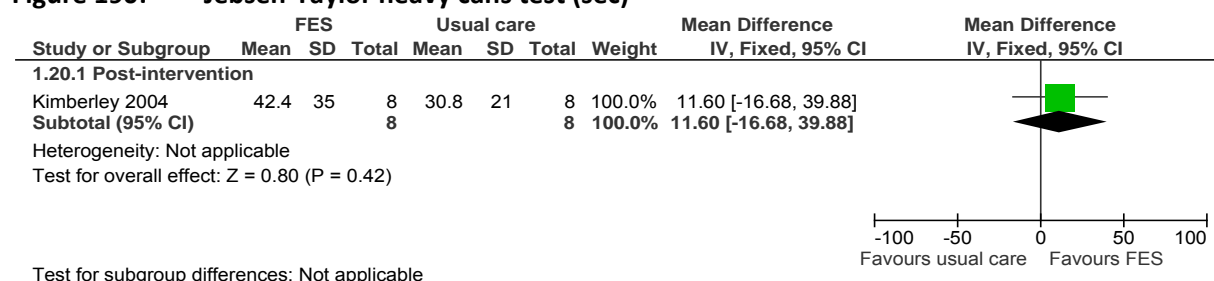 Figure 190: Jebsen-Taylor heavy cans test (sec)
FES Usual care Mean Difference Mean Difference
Study or Subgroup Mean SD Total Mean SD Total Weight IV, Fixed, 95% CI IV, Fixed, 95% CI
1.20.1 Post-intervention
Kimberley 2004 42.4 35 8 30.8 21 8 100.0% 11.60 [-16.68, 39.88]
Subtotal (95% CI) 8 8 100.0% 11.60 [-16.68, 39.88]
Heterogeneity: Not applicable
Test for overall effect: Z = 0.80 (P = 0.42)
-100 -50 0 50 100
Favours usual care Favours FES
Test for subgroup differences: Not applicable